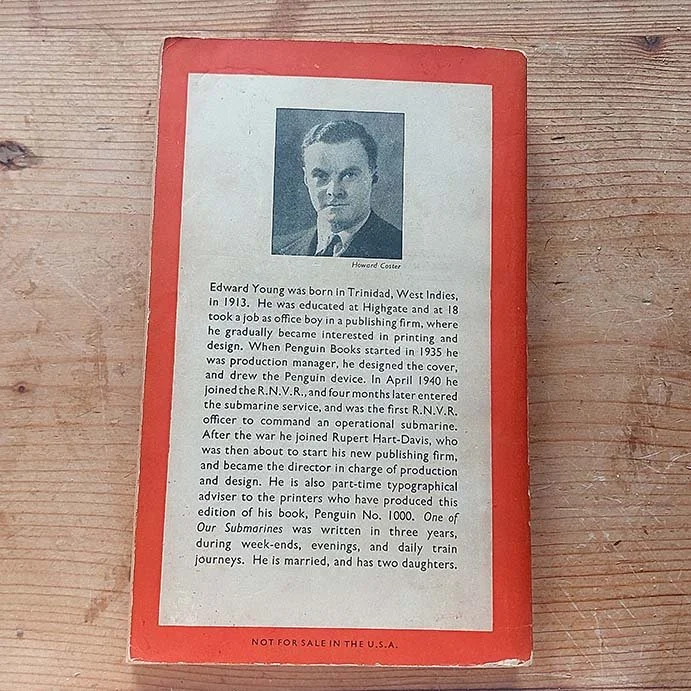 Howard Coster
Edward Young was born in Trinidad, West Indies,
in 1913. He was educated at Highgate and at 18
took a job as office boy in a publishing firm, where
he gradually became interested in printing and
design. When Penguin Books started in 1935 he
was production manager, he designed the cover,
and drew the Penguin device. In April 1940 he
joined the R.N.V.R., and four months later entered
the submarine service, and was the first R.N.V.R.
officer to command an operational submarine.
After the war he joined Rupert Hart-Davis, who
was then about to start his new publishing firm,
and became the director in charge of production
and design. He is also part-time typographical
adviser to the printers who have produced this
edition of his book, Penguin No. 1000. One of
Our Submarines was written in three years,
during week-ends, evenings, and daily train
journeys. He is married, and has two daughters.
NOT FOR SALE IN THE U.S.A.